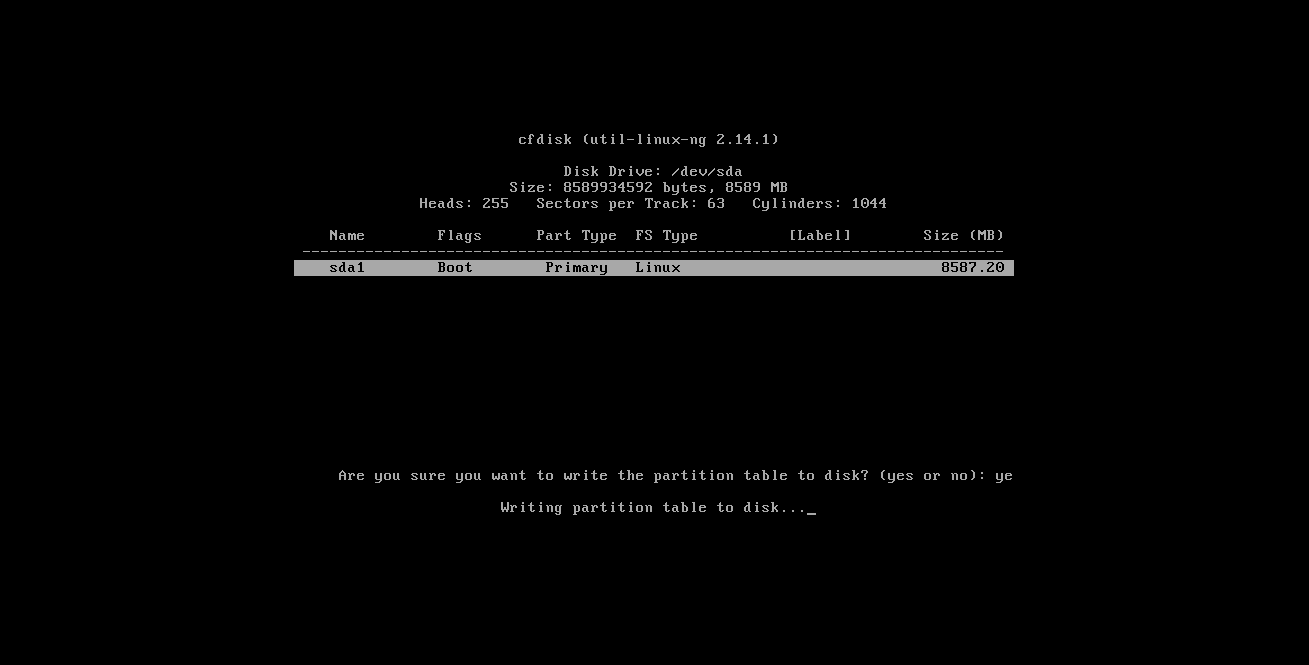 cfdisk (util-linux-ng 2.14.1)
Disk Drive: /dev/sda
Size: 8589934592 bytes, 8589 MB
Heads: 255   Sectors per Track: 63   Cylinders: 1044
Name        Flags      Part Type  FS Type          [Label]        Size (MB)
------------------------------------------------------------------------------
sda1        Boot        Primary   Linux                             8587.20
Are you sure you want to write the partition table to disk? (yes or no): ye
Writing partition table to disk..._